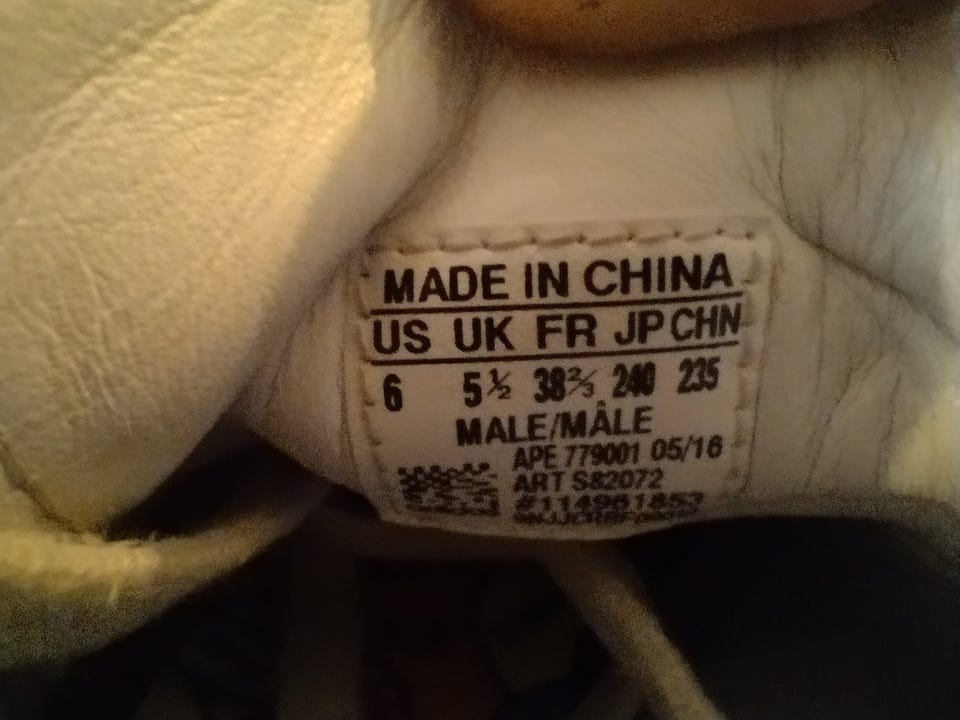 MADE IN CHINA
US UK FR JP CHN
6 5½ 38⅔ 240 235
MALE/MÂLE
APE 779001 05/16
ART S82072